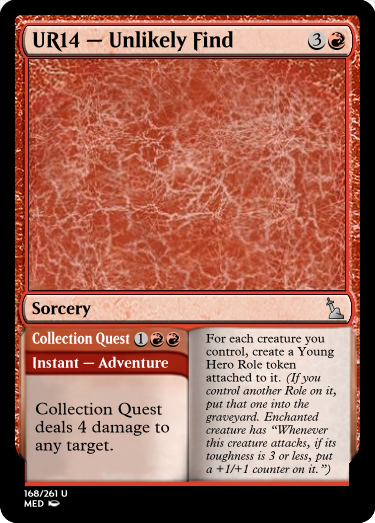 UR14 — Unlikely Find 3
Sorcery
Collection Quest 1
Instant — Adventure
Collection Quest
deals 4 damage to
any target.
For each creature you
control, create a Young
Hero Role token
attached to it. (If you
control another Role on it,
put that one into the
graveyard. Enchanted
creature has “Whenever
this creature attacks, if its
toughness is 3 or less, put
a +1/+1 counter on it.”)
168/261 U
MED